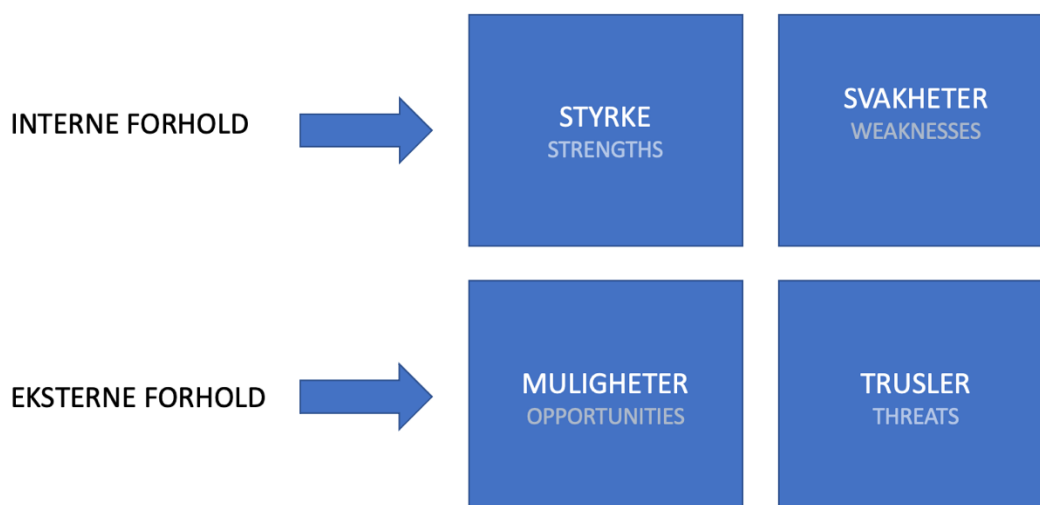 INTERNE FORHOLD
STYRKE
STRENGTHS
SVAKHETER
WEAKNESSES
EKSTERNE FORHOLD
MULIGHETER
OPPORTUNITIES
TRUSLER
THREATS